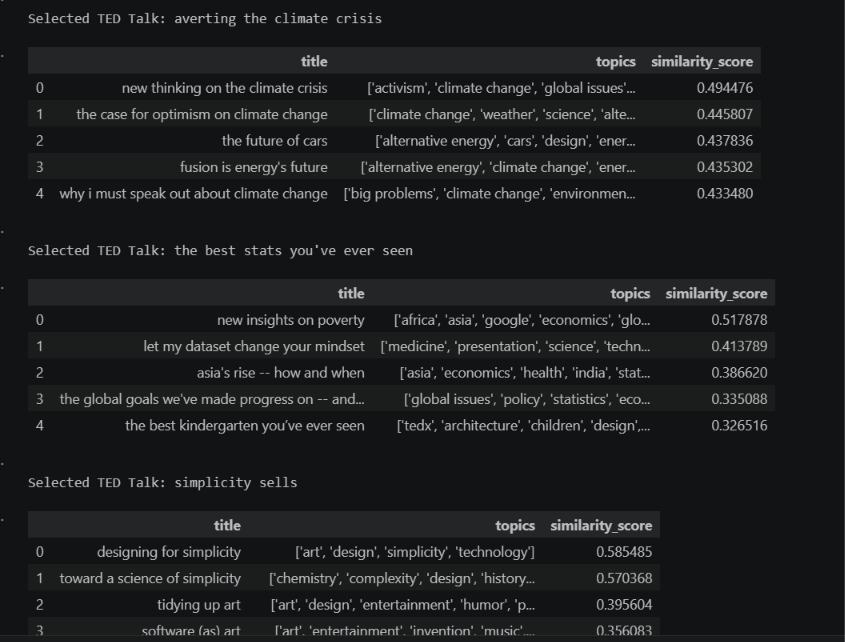 Selected TED Talk: averting the climate crisis
title topics similarity_score
0 new thinking on the climate crisis ['activism', 'climate change', 'global issues'... 0.494476
1 the case for optimism on climate change ['climate change', 'weather', 'science', 'alte... 0.445807
2 the future of cars ['alternative energy', 'cars', 'design', 'ener... 0.437836
3 fusion is energy's future ['alternative energy', 'climate change', 'ener... 0.435302
4 why i must speak out about climate change ['big problems', 'climate change', 'environmen... 0.433480
Selected TED Talk: the best stats you've ever seen
title topics similarity_score
0 new insights on poverty ['africa', 'asia', 'google', 'economics', 'glo... 0.517878
1 let my dataset change your mindset ['medicine', 'presentation', 'science', 'techn... 0.413789
2 asia's rise -- how and when ['asia', 'economics', 'health', 'india', 'stat... 0.386620
3 the global goals we've made progress on -- and... ['global issues', 'policy', 'statistics', 'eco... 0.335088
4 the best kindergarten you’ve ever seen ['tedx', 'architecture', 'children', 'design',... 0.326516
Selected TED Talk: simplicity sells
title topics similarity_score
0 designing for simplicity ['art', 'design', 'simplicity', 'technology'] 0.585485
1 toward a science of simplicity ['chemistry', 'complexity', 'design', 'history... 0.570368
2 tidying up art ['art', 'design', 'entertainment', 'humor', 'p... 0.395604
3 software (as) art ['art', 'entertainment', 'invention', 'music',... 0.356083